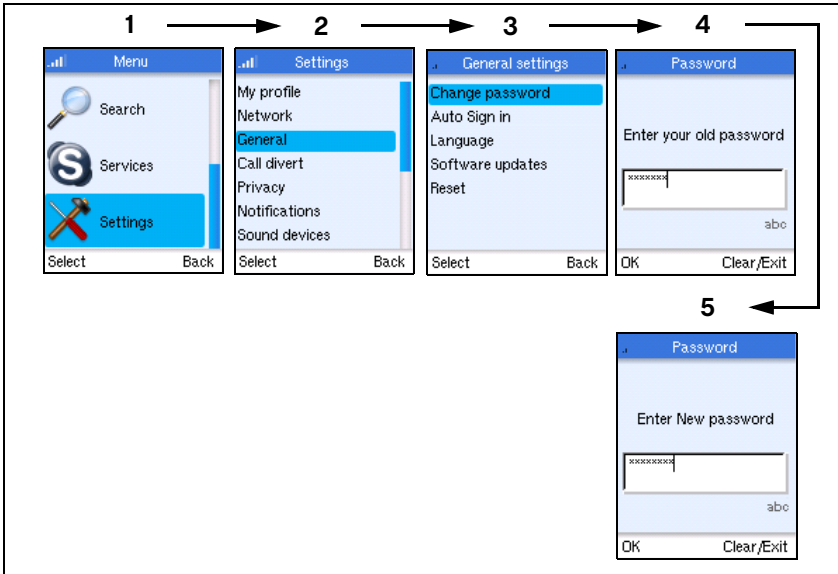 1 2 3 4
Menu
Search
Services
Settings
Select Back
Settings
My profile
Network
General
Call divert
Privacy
Notifications
Sound devices
Select Back
General settings
Change password
Auto Sign in
Language
Software updates
Reset
Select Back
Password
Enter your old password
xxxxxxx
abc
OK Clear/Exit
5
Password
Enter New password
xxxxxxxx
abc
OK Clear/Exit